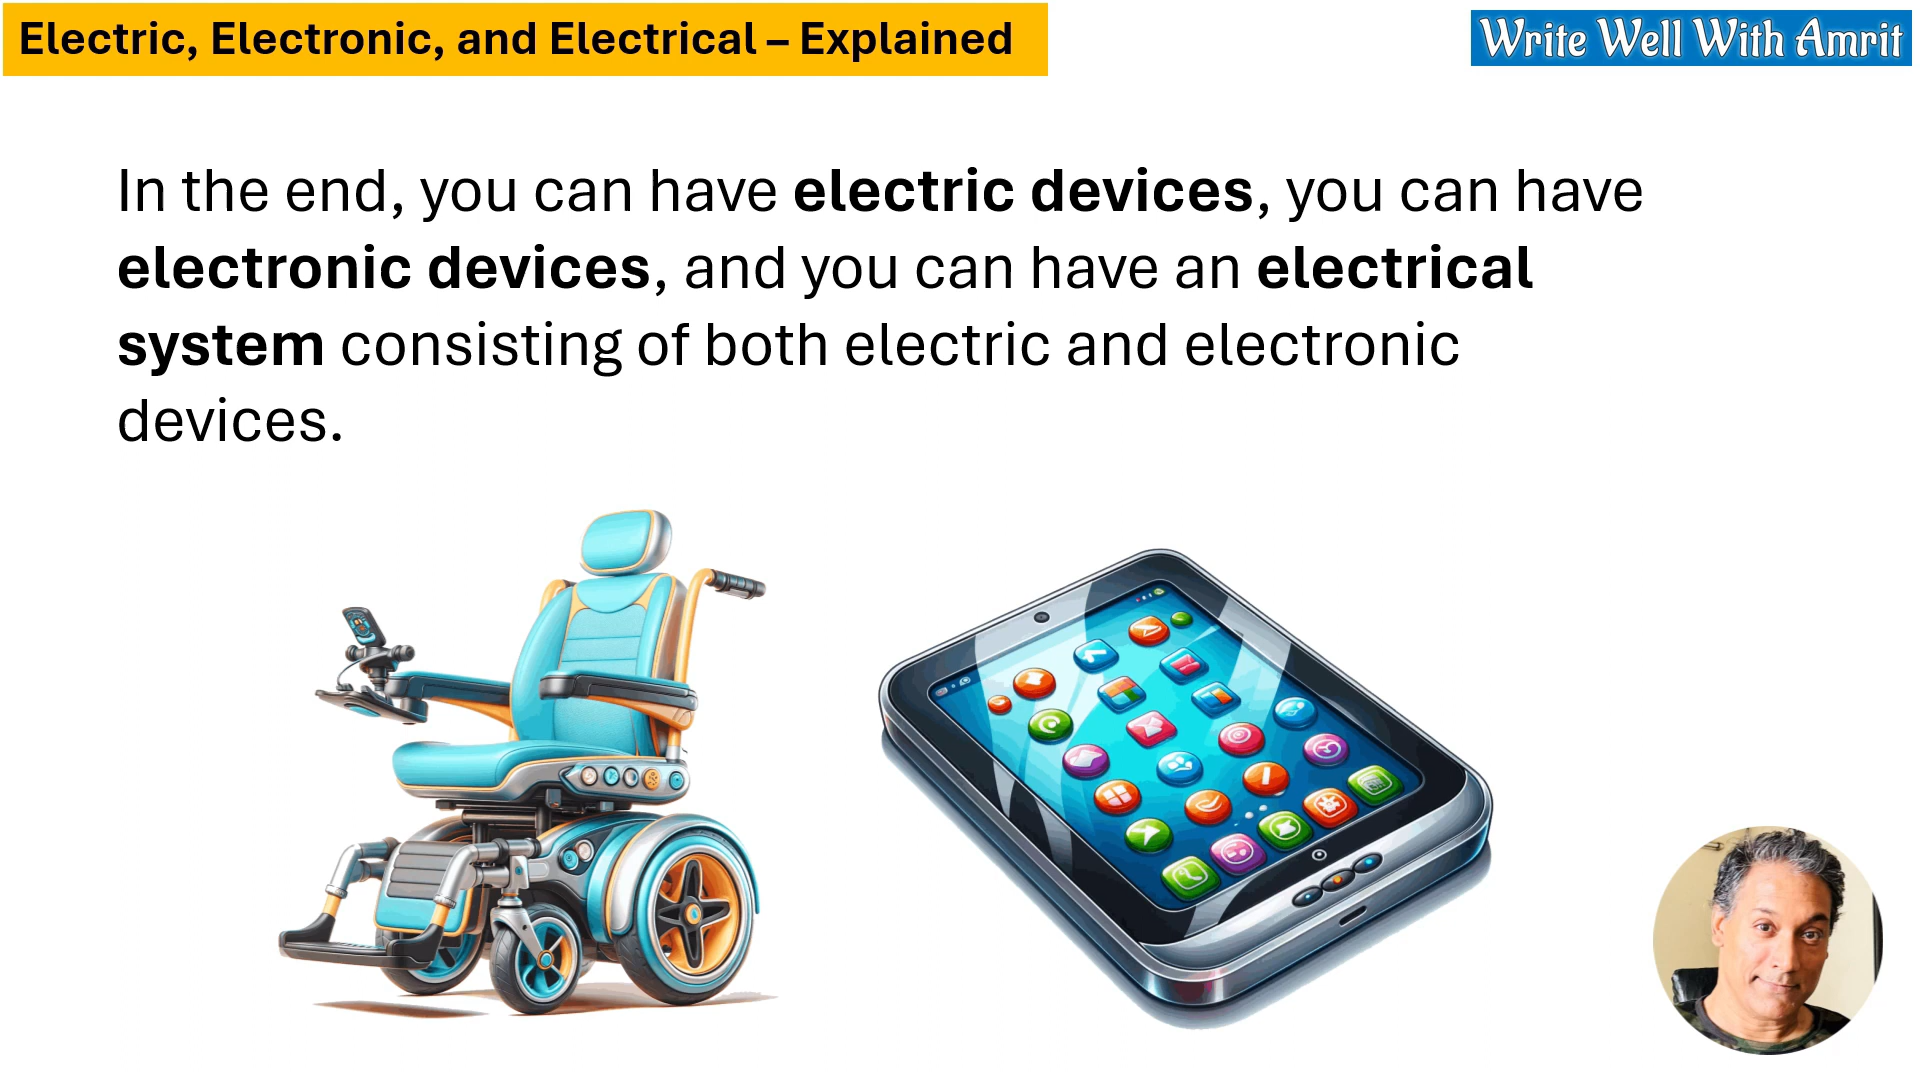 Electric, Electronic, and Electrical – Explained
Write Well With Amrit
In the end, you can have electric devices, you can have
electronic devices, and you can have an electrical
system consisting of both electric and electronic
devices.